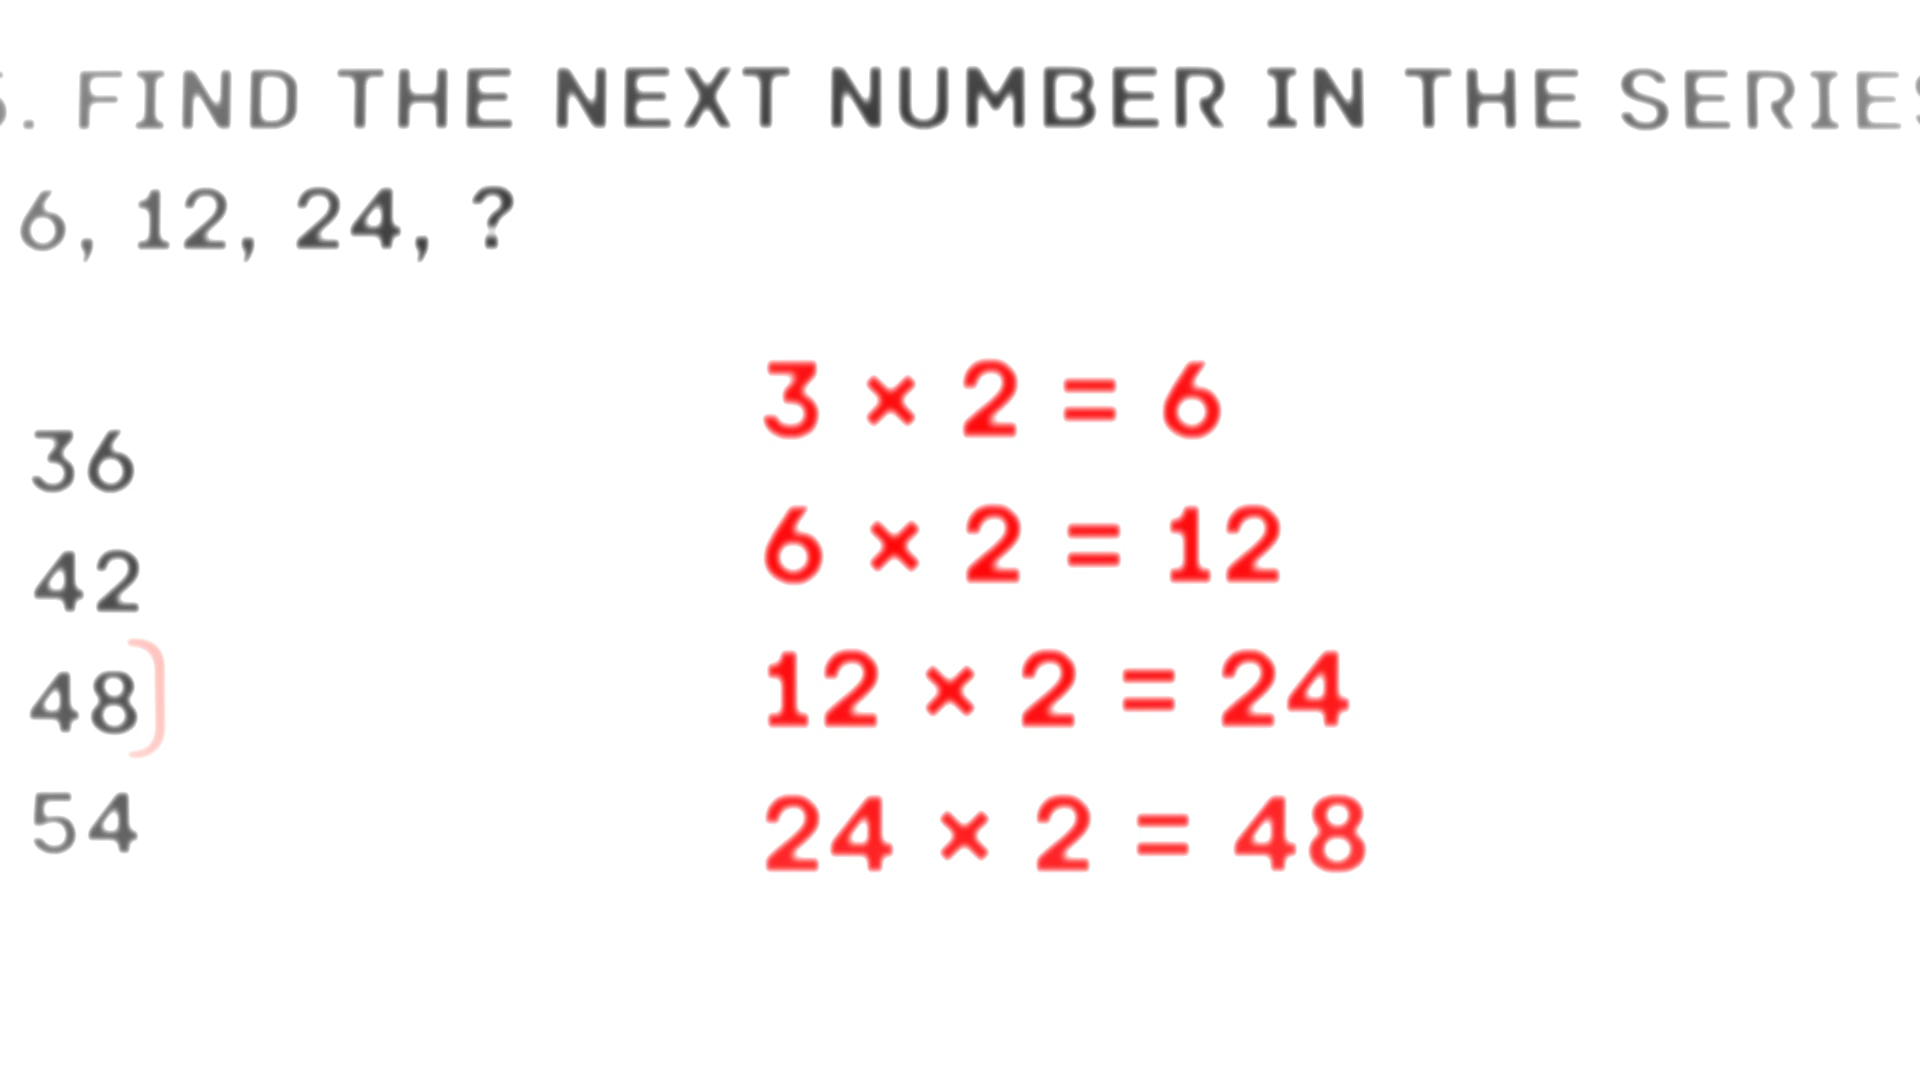 . FIND THE NEXT NUMBER IN THE SERIES
6, 12, 24, ?
36
42
48
54
3 × 2 = 6
6 × 2 = 12
12 × 2 = 24
24 × 2 = 48